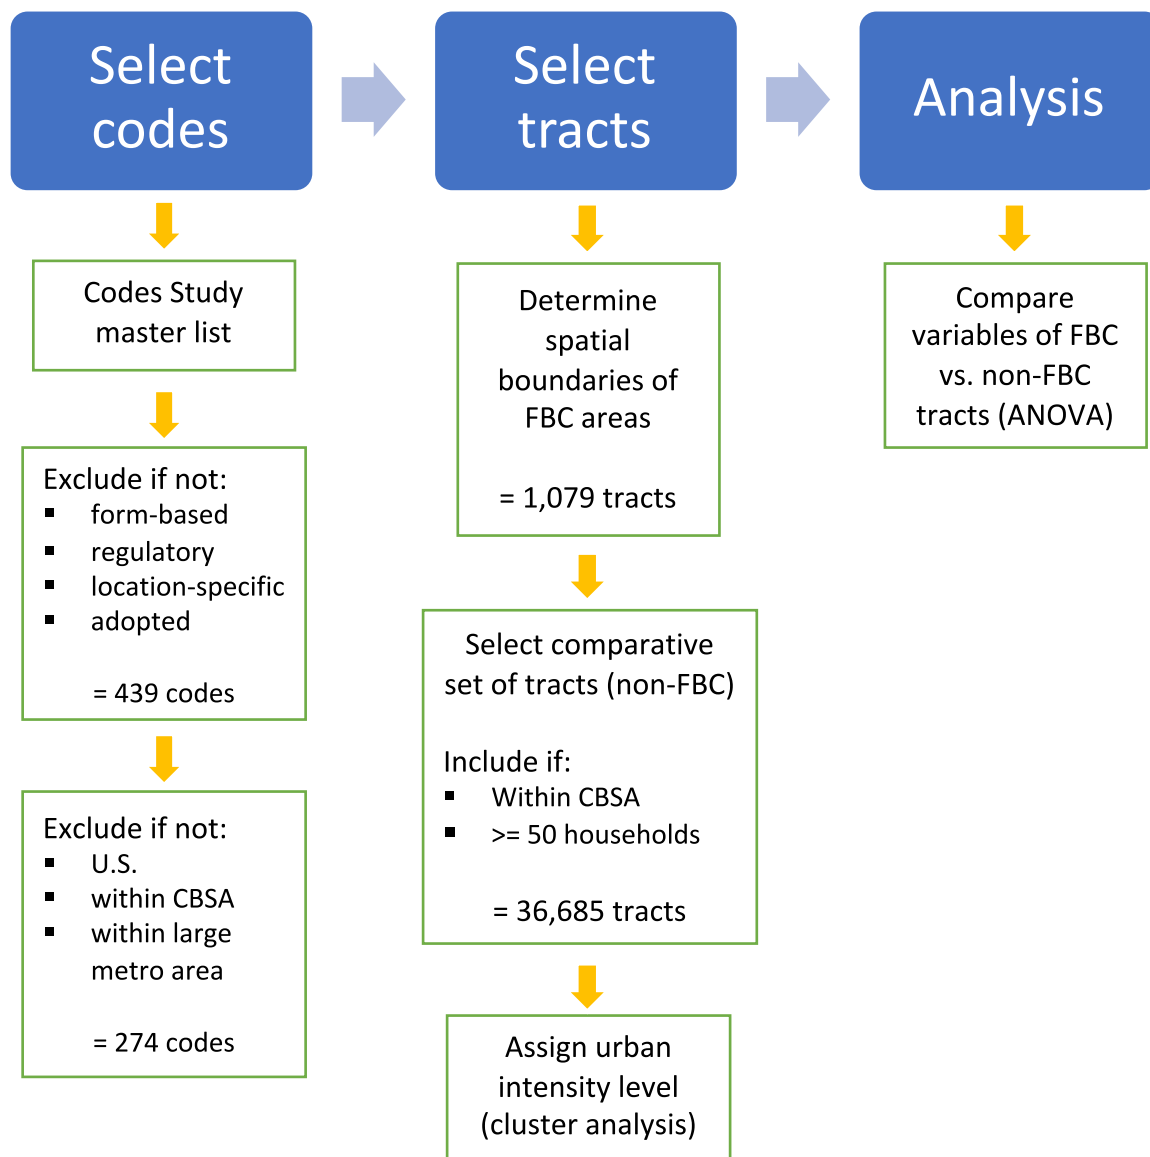 Select
codes
Select
tracts
Analysis
Codes Study
master list
Exclude if not:
▪ form-based
▪ regulatory
▪ location-specific
▪ adopted
= 439 codes
Exclude if not:
▪ U.S.
▪ within CBSA
▪ within large
metro area
= 274 codes
Determine
spatial
boundaries of
FBC areas
= 1,079 tracts
Select comparative
set of tracts (non-FBC)
Include if:
▪ Within CBSA
▪ >= 50 households
= 36,685 tracts
Assign urban
intensity level
(cluster analysis)
Compare
variables of FBC
vs. non-FBC
tracts (ANOVA)